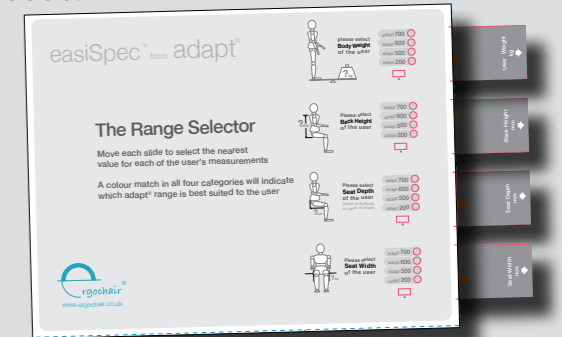 easiSpec™ from adapt®
The Range Selector
Move each slide to select the nearest
value for each of the user's measurements
A colour match in all four categories will indicate
which adapt® range is best suited to the user
rgochair®
www.ergochair.co.uk
please select
Body Weight
of the user
?kg
adapt 700
adapt 600
adapt 500
adapt 200
Please select
Back Height
of the user
?
adapt 700
adapt 600
adapt 500
adapt 200
Please select
Seat Depth
of the user
?
adapt 700
adapt 600
adapt 500
adapt 200
Please select
Seat Width
of the user
?
adapt 700
adapt 600
adapt 500
adapt 200
User Weight
kg
Back Height
mm
Seat Depth
mm
Seat Width
mm